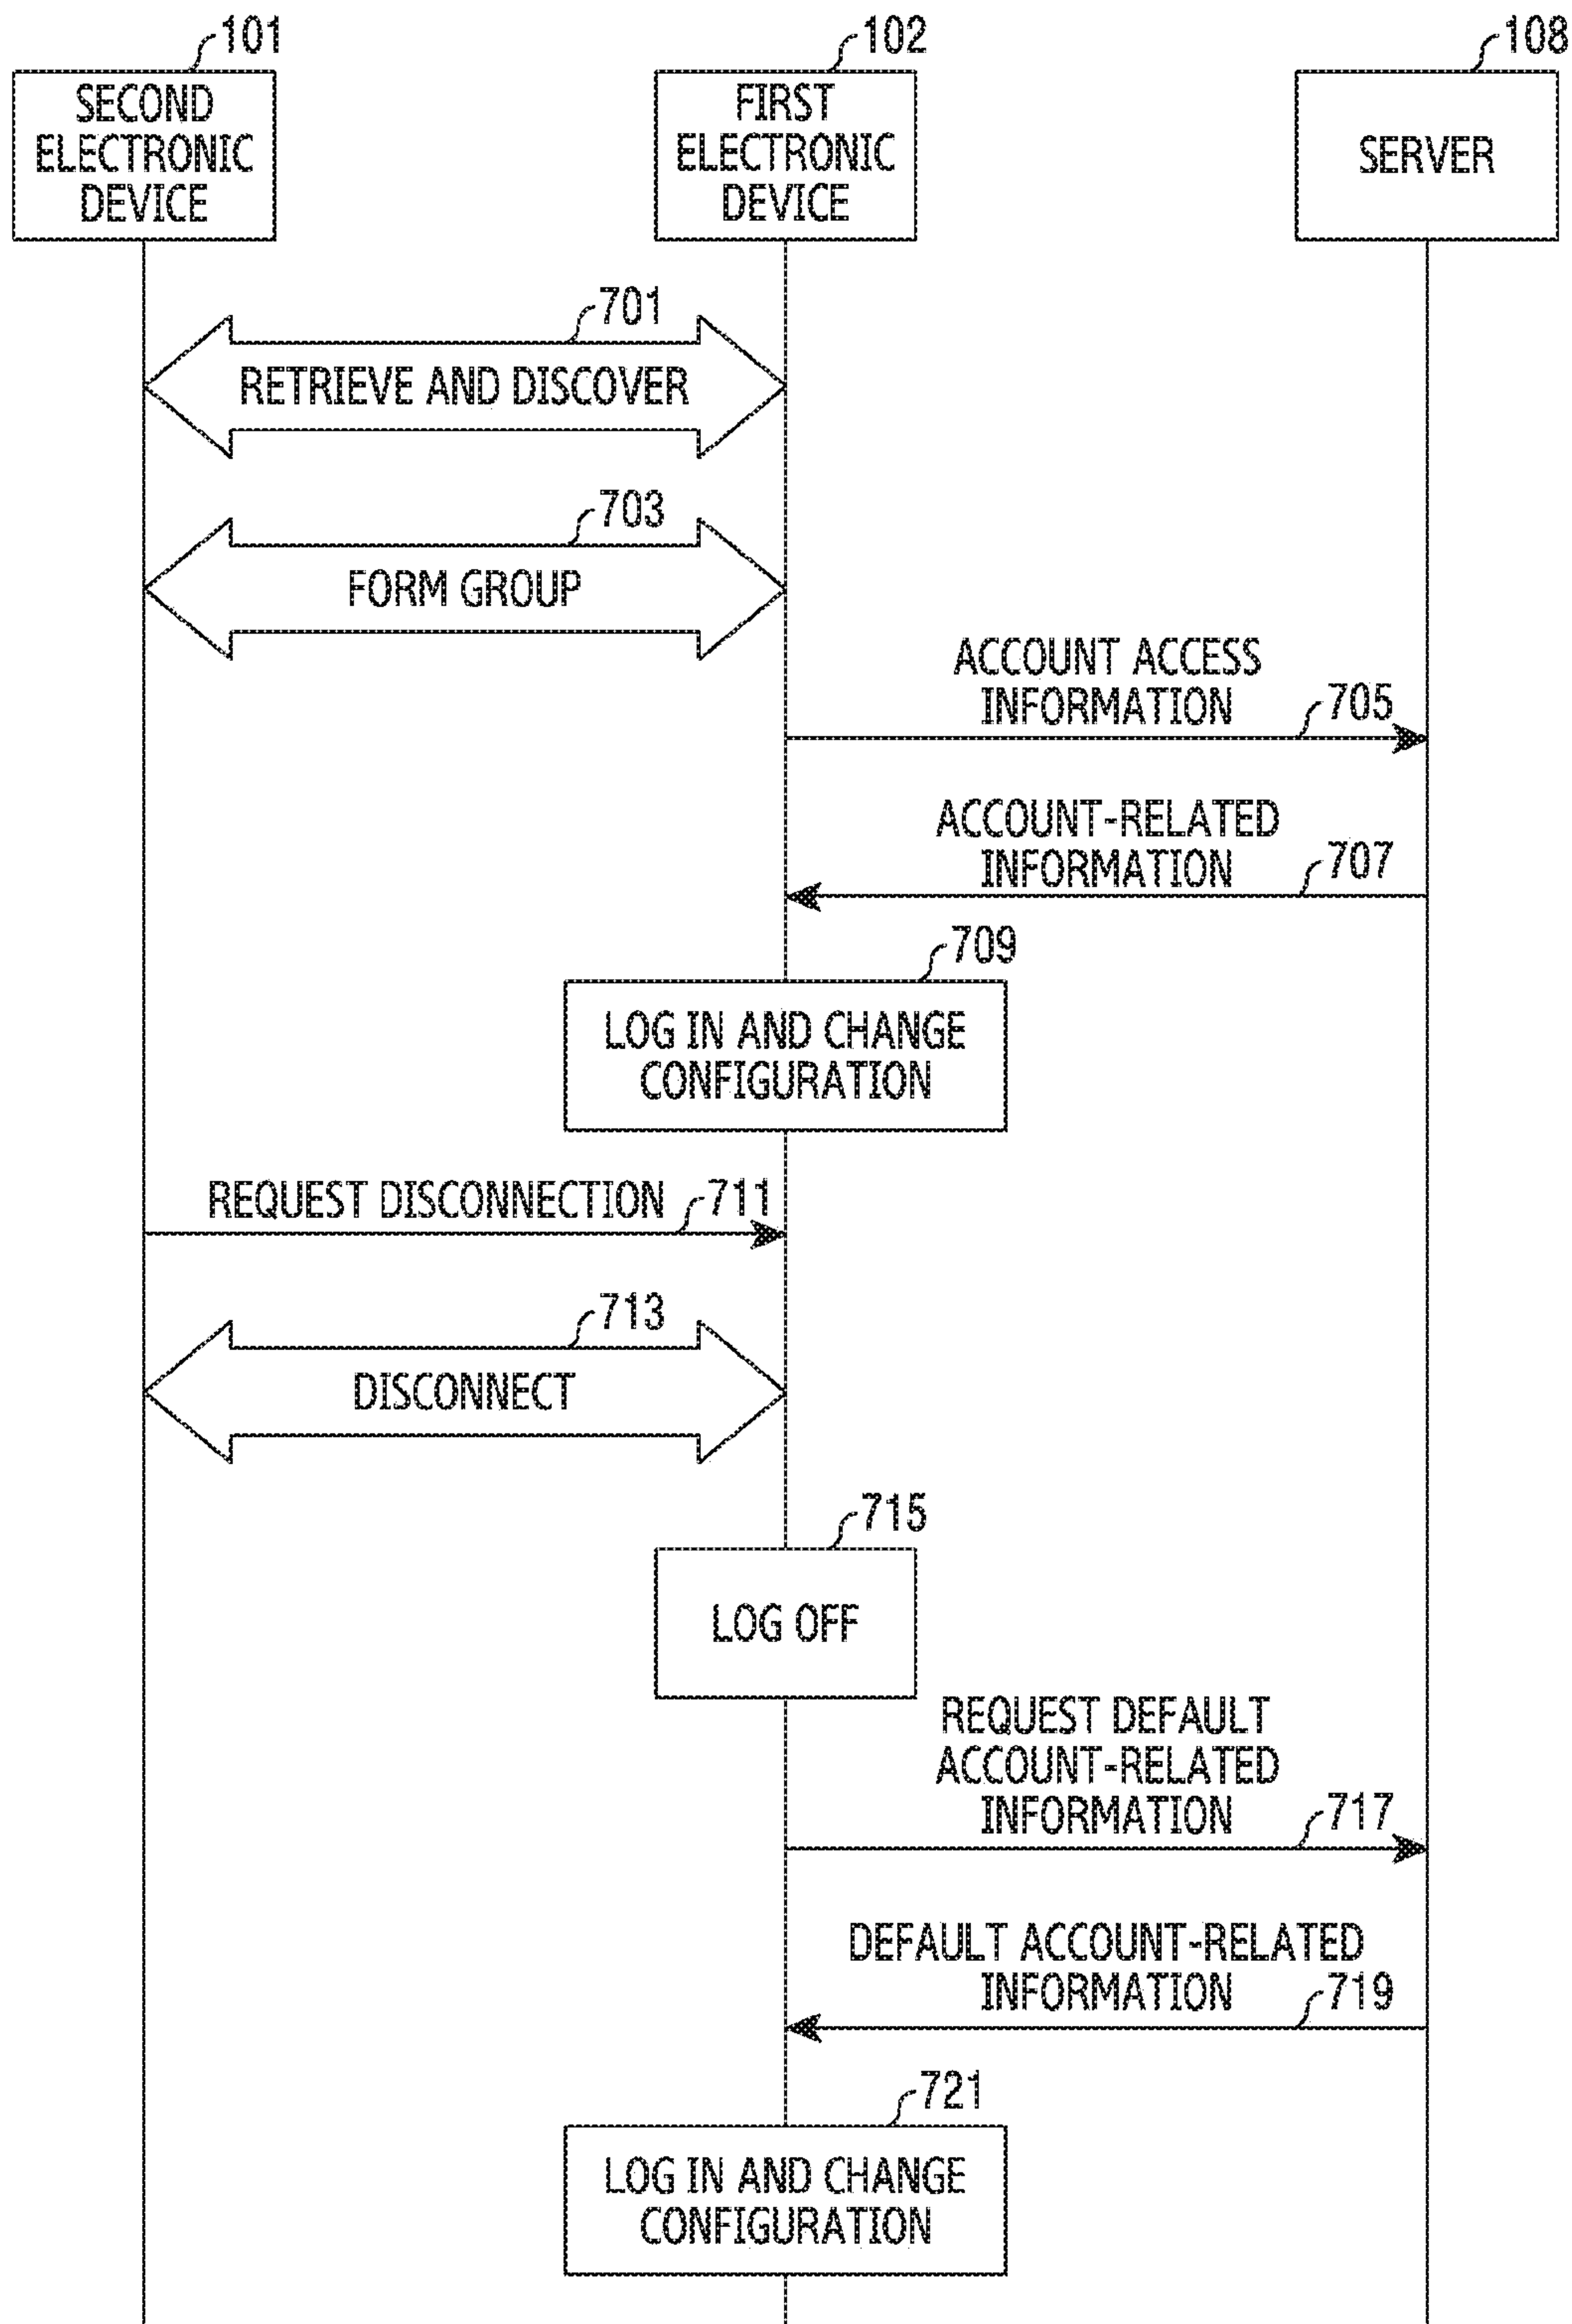 101
SECOND
ELECTRONIC
DEVICE
102
FIRST
ELECTRONIC
DEVICE
108
SERVER
701
RETRIEVE AND DISCOVER
703
FORM GROUP
ACCOUNT ACCESS
INFORMATION
705
ACCOUNT-RELATED
INFORMATION
707
709
LOG IN AND CHANGE
CONFIGURATION
REQUEST DISCONNECTION
711
713
DISCONNECT
715
LOG OFF
REQUEST DEFAULT
ACCOUNT-RELATED
INFORMATION
717
DEFAULT ACCOUNT-RELATED
INFORMATION
719
721
LOG IN AND CHANGE
CONFIGURATION